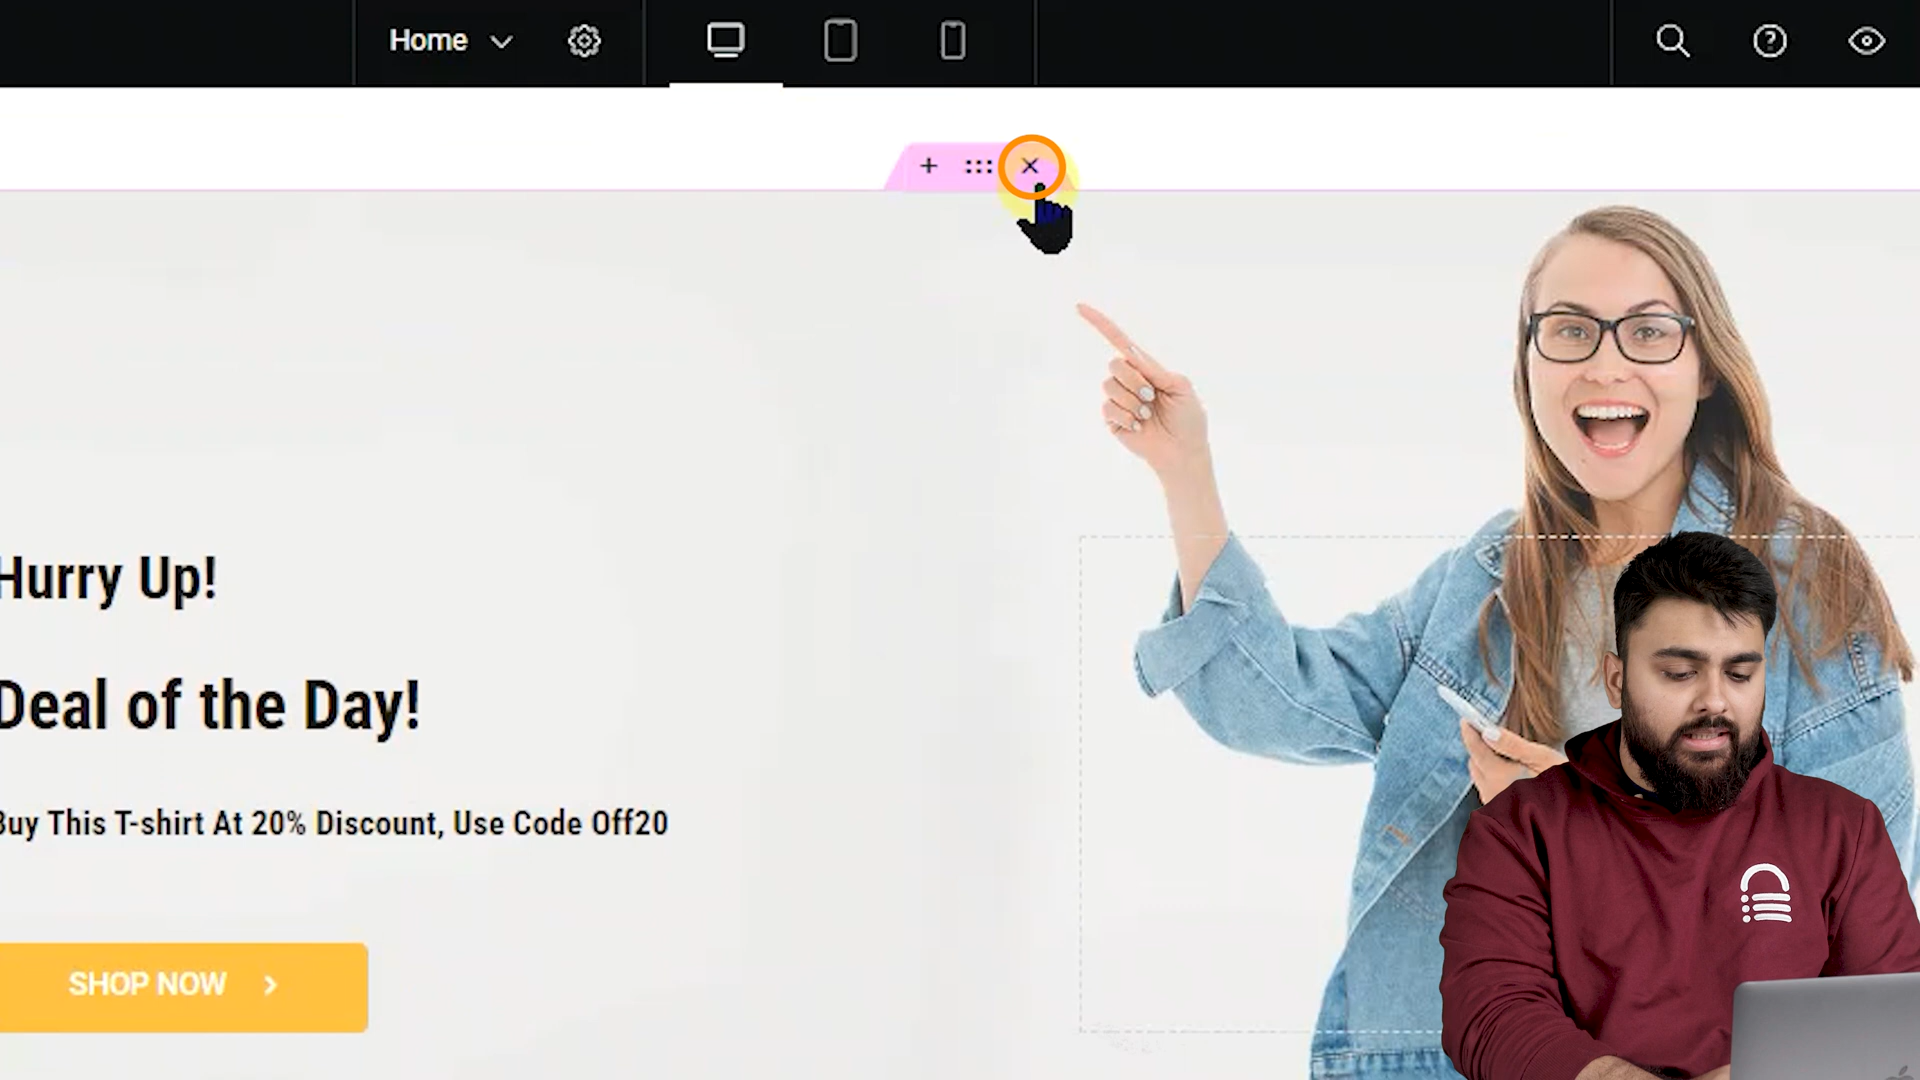 Home
Hurry Up!
Deal of the Day!
Buy This T-shirt At 20% Discount, Use Code Off20
SHOP NOW